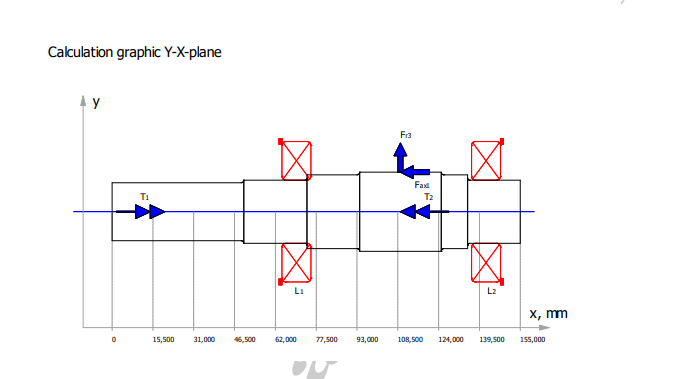 Calculation graphic Y-X-plane
y
Fr3
Fax1
T1
T2
L1
L2
x, mm
0 15,500 31,000 46,500 62,000 77,500 93,000 108,500 124,000 139,500 155,000